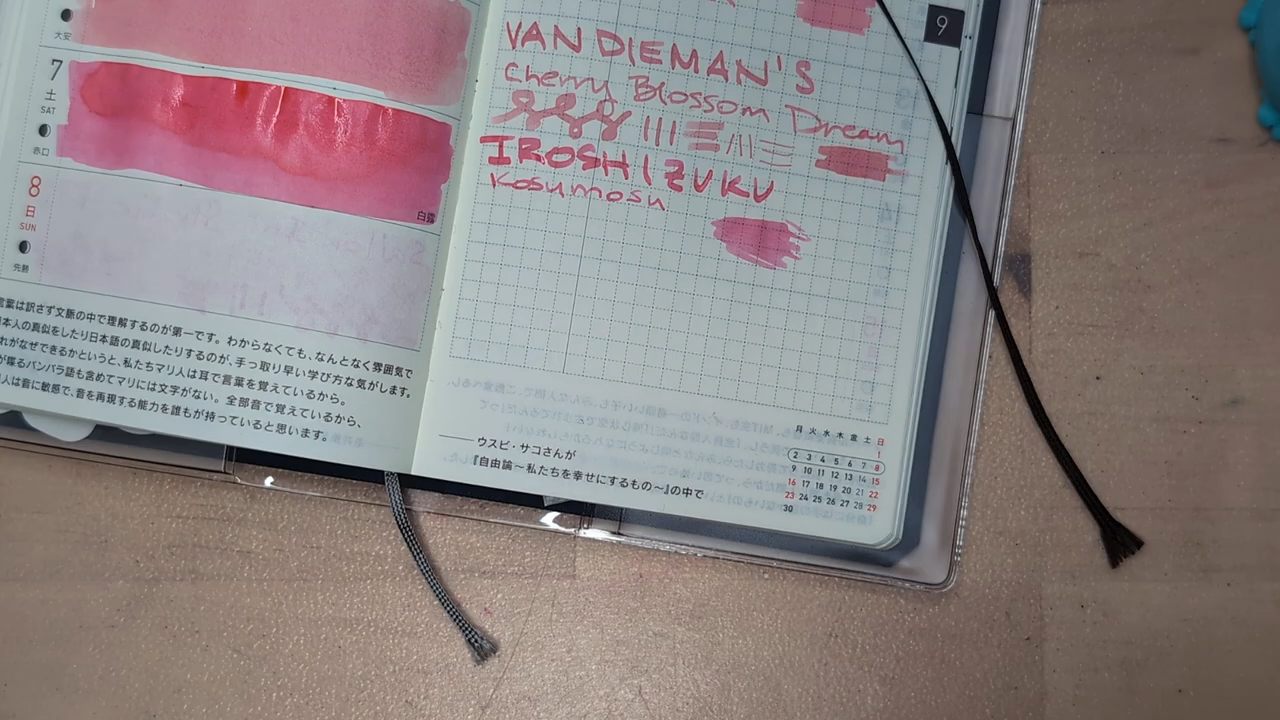 大安
7
土
SAT
赤口
白露
8
日
SUN
先勝
言葉は訳さず文脈の中で理解するのが第一です。わからなくても、なんとなく雰囲気で
本人の真似をしたり日本語の真似したりするのが、手っ取り早い学び方な気がします。
れがなぜできるかというと、私たちマリ人は耳で言葉を覚えているから。
が喋るバンバラ語も含めてマリには文字がない。全部音で覚えているから、
人は音に敏感で、音を再現する能力を誰もが持っていると思います。
9
VAN DIEMAN'S
Cherry Blossom Dream
IROSHIZUKU
Kosumosu
ウスビ・サコさんが
『自由論〜私たちを幸せにするもの〜』の中で
月 火 水 木 金 土 日
1
2 3 4 5 6 7 8
9 10 11 12 13 14 15
16 17 18 19 20 21 22
23 24 25 26 27 28 29
30